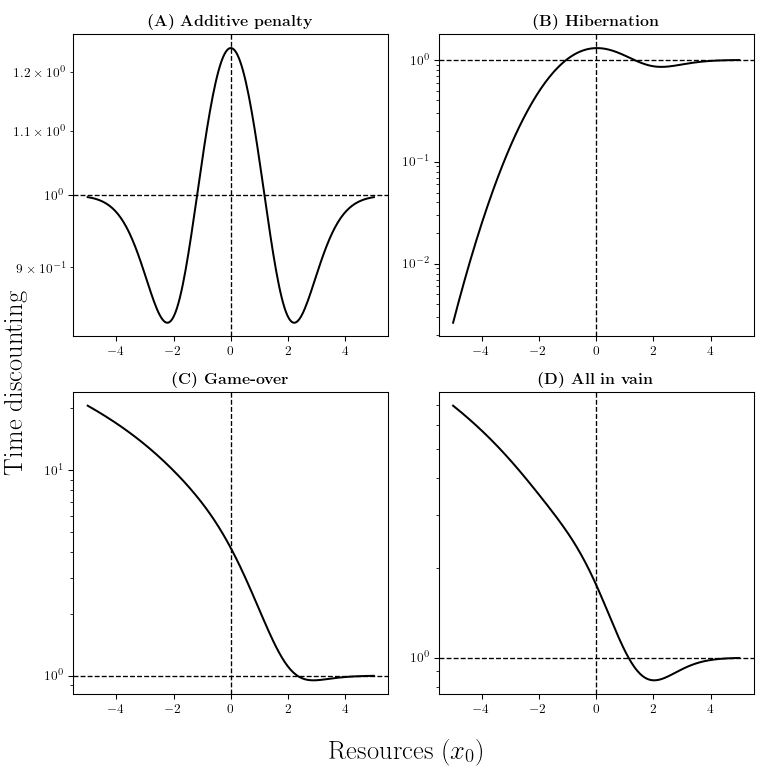 (A) Additive penalty
(B) Hibernation
1.2 × 10⁰
1.1 × 10⁰
10⁰
9 × 10⁻¹
10⁰
10⁻¹
10⁻²
−4 −2 0 2 4
−4 −2 0 2 4
(C) Game-over
(D) All in vain
10¹
10⁰
10⁰
−4 −2 0 2 4
−4 −2 0 2 4
Time discounting
Resources (x₀)